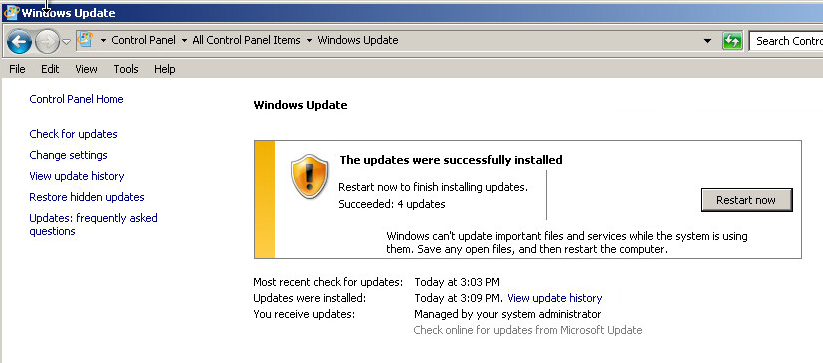 Windows Update
Control Panel All Control Panel Items Windows Update Search Contro
File Edit View Tools Help
Control Panel Home
Windows Update
Check for updates
Change settings
View update history
Restore hidden updates
Updates: frequently asked
questions
The updates were successfully installed
Restart now to finish installing updates.
Succeeded: 4 updates
Restart now
Windows can't update important files and services while the system is using
them. Save any open files, and then restart the computer.
Most recent check for updates: Today at 3:03 PM
Updates were installed: Today at 3:09 PM. View update history
You receive updates: Managed by your system administrator
Check online for updates from Microsoft Update